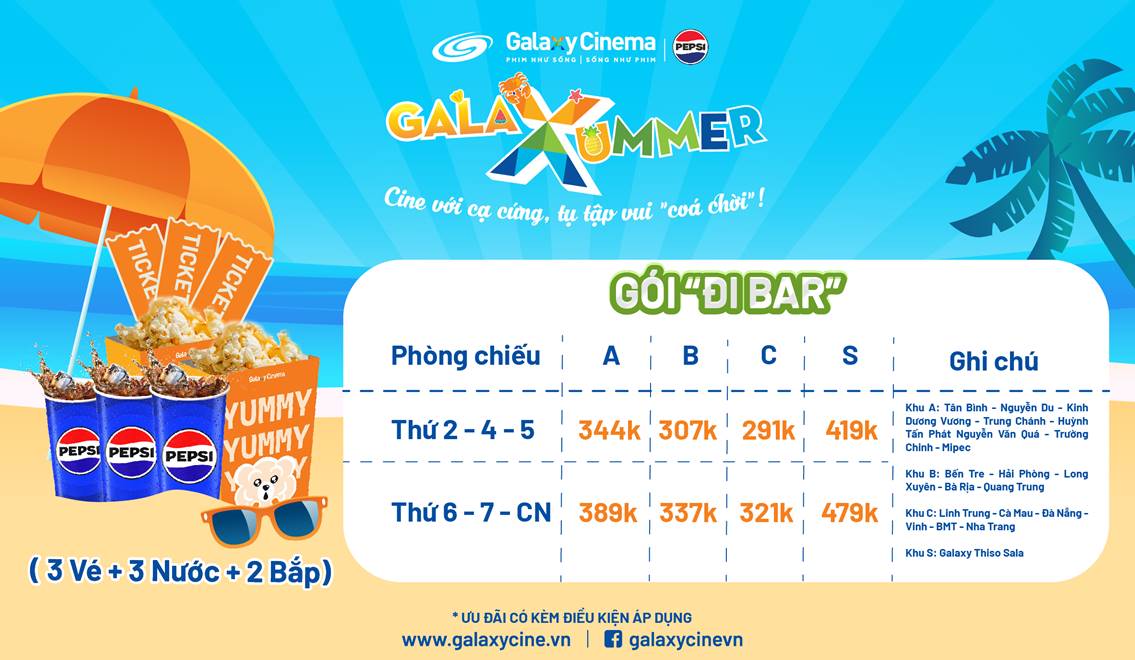 Galaxy Cinema
PHIM NHƯ SỐNG | SỐNG NHƯ PHIM
PEPSI
GALAXUMMER
Cine với cạ cứng, tụ tập vui "coá chời"!
TICKET
TICKET
TICKET
GÓI "ĐI BAR"
Phòng chiếu A B C S Ghi chú
Thứ 2 - 4 - 5 344k 307k 291k 419k
Thứ 6 - 7 - CN 389k 337k 321k 479k
Khu A: Tân Bình - Nguyễn Du - Kinh
Dương Vương - Trung Chánh - Huỳnh
Tấn Phát Nguyễn Văn Quá - Trường
Chinh - Mipec
Khu B: Bến Tre - Hải Phòng - Long
Xuyên - Bà Rịa - Quang Trung
Khu C: Linh Trung - Cà Mau - Đà Nẵng -
Vinh - BMT - Nha Trang
Khu S: Galaxy Thiso Sala
Galaxy Cinema
YUMMY
YUMMY
PEPSI
PEPSI
PEPSI
( 3 Vé + 3 Nước + 2 Bắp)
* ƯU ĐÃI CÓ KÈM ĐIỀU KIỆN ÁP DỤNG
www.galaxycine.vn | galaxycinevn